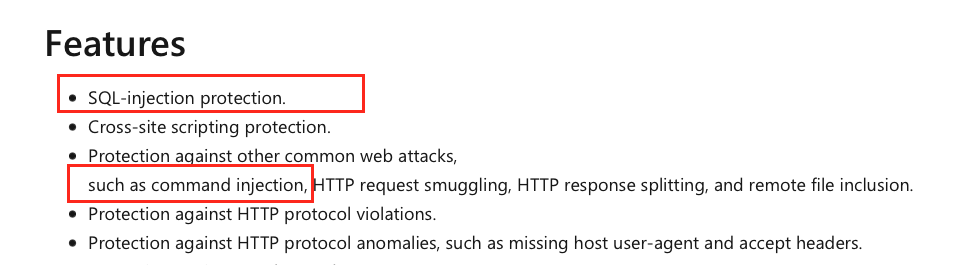 Features
• SQL-injection protection.
• Cross-site scripting protection.
• Protection against other common web attacks,
such as command injection, HTTP request smuggling, HTTP response splitting, and remote file inclusion.
• Protection against HTTP protocol violations.
• Protection against HTTP protocol anomalies, such as missing host user-agent and accept headers.